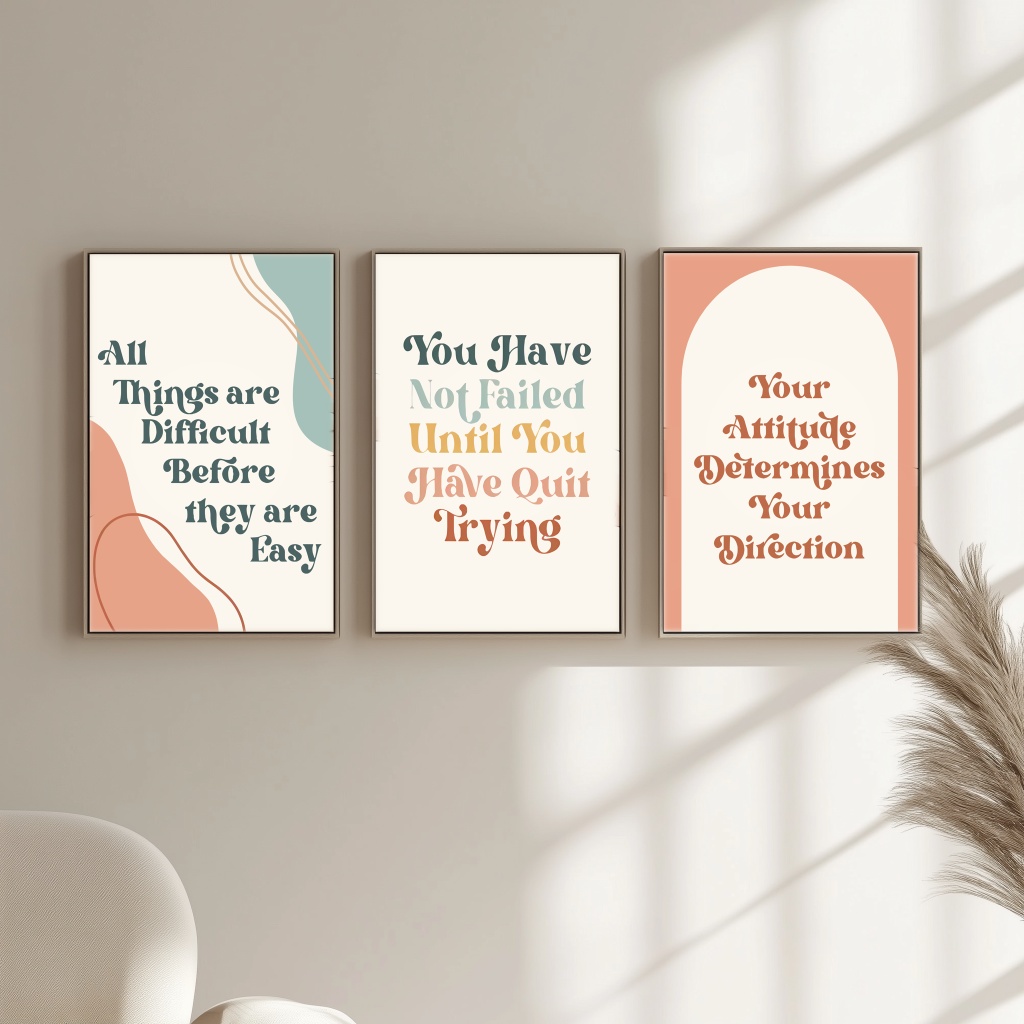 All
Things are
Difficult
Before
they are
Easy
You Have
Not Failed
Until You
Have Quit
Trying
Your
Attitude
Determines
Your
Direction